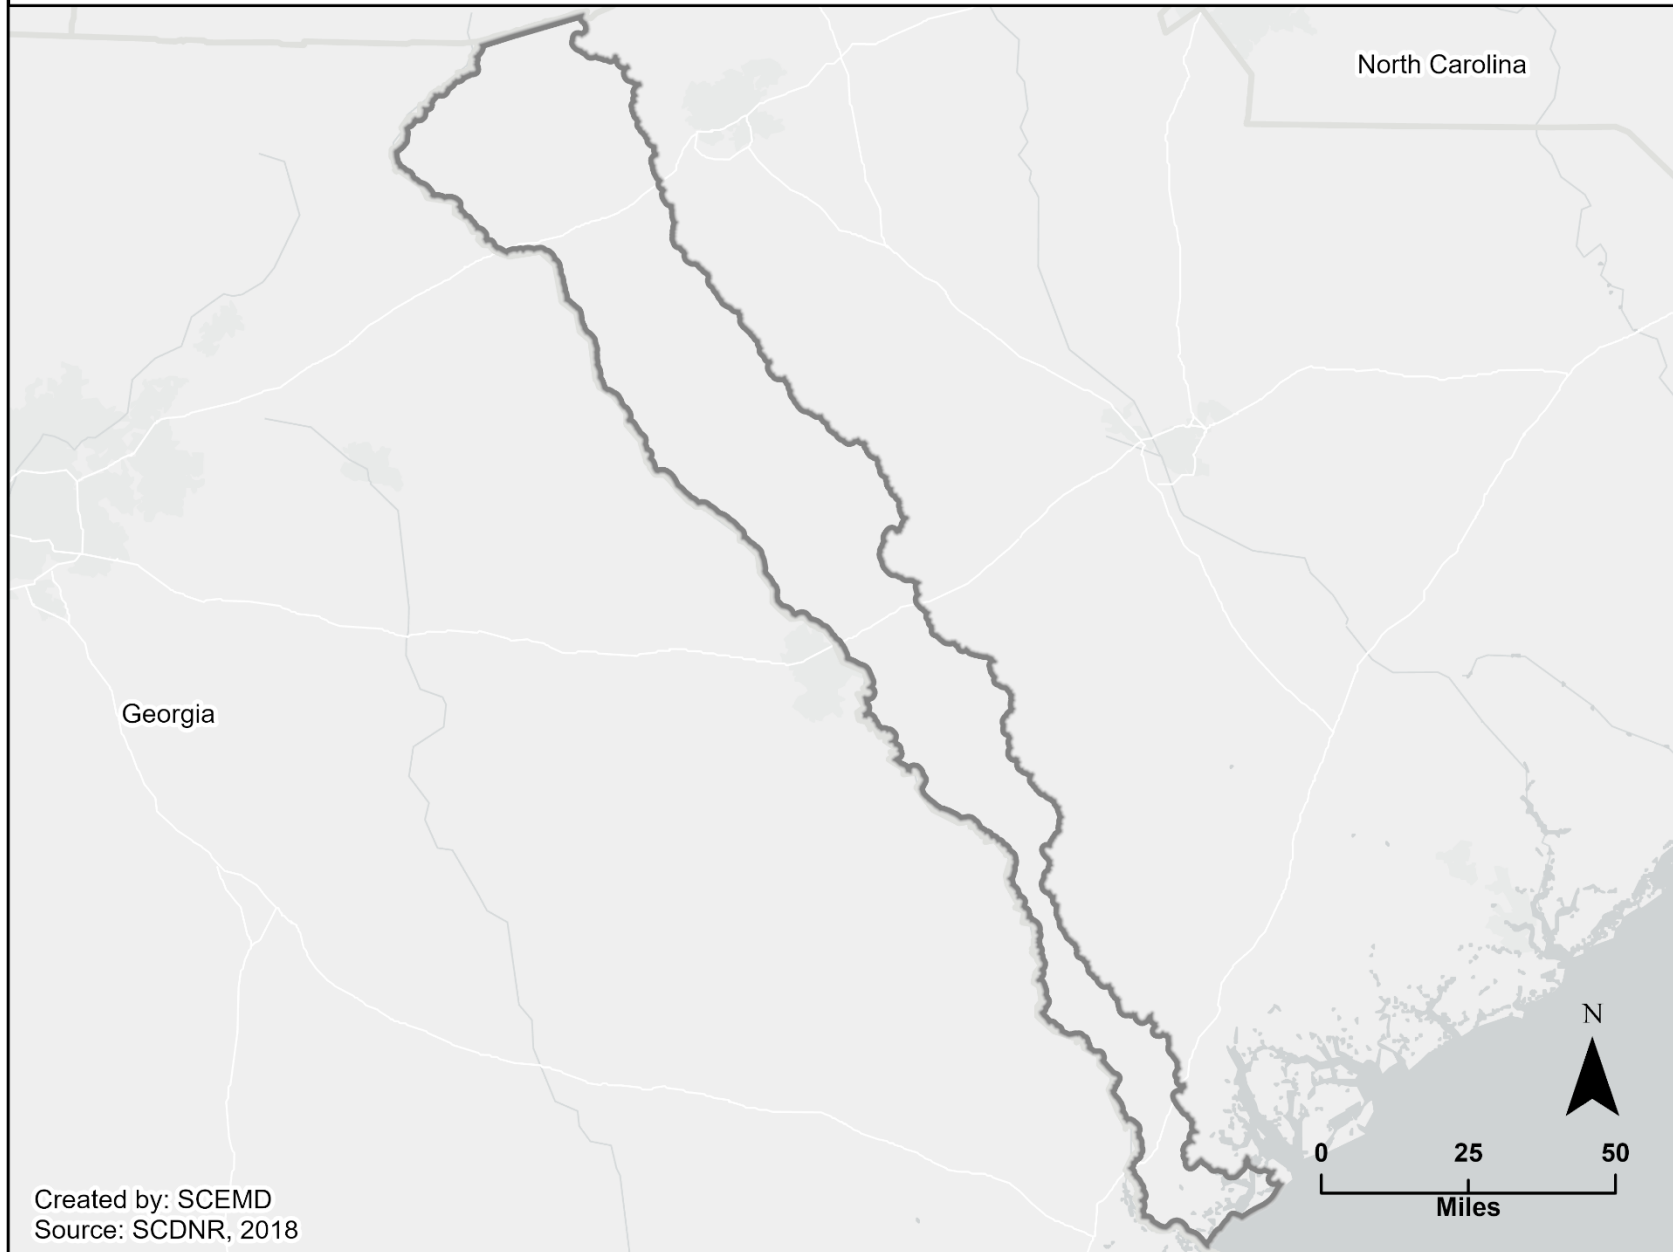 North Carolina
Georgia
N
0 25 50
Miles
Created by: SCEMD
Source: SCDNR, 2018